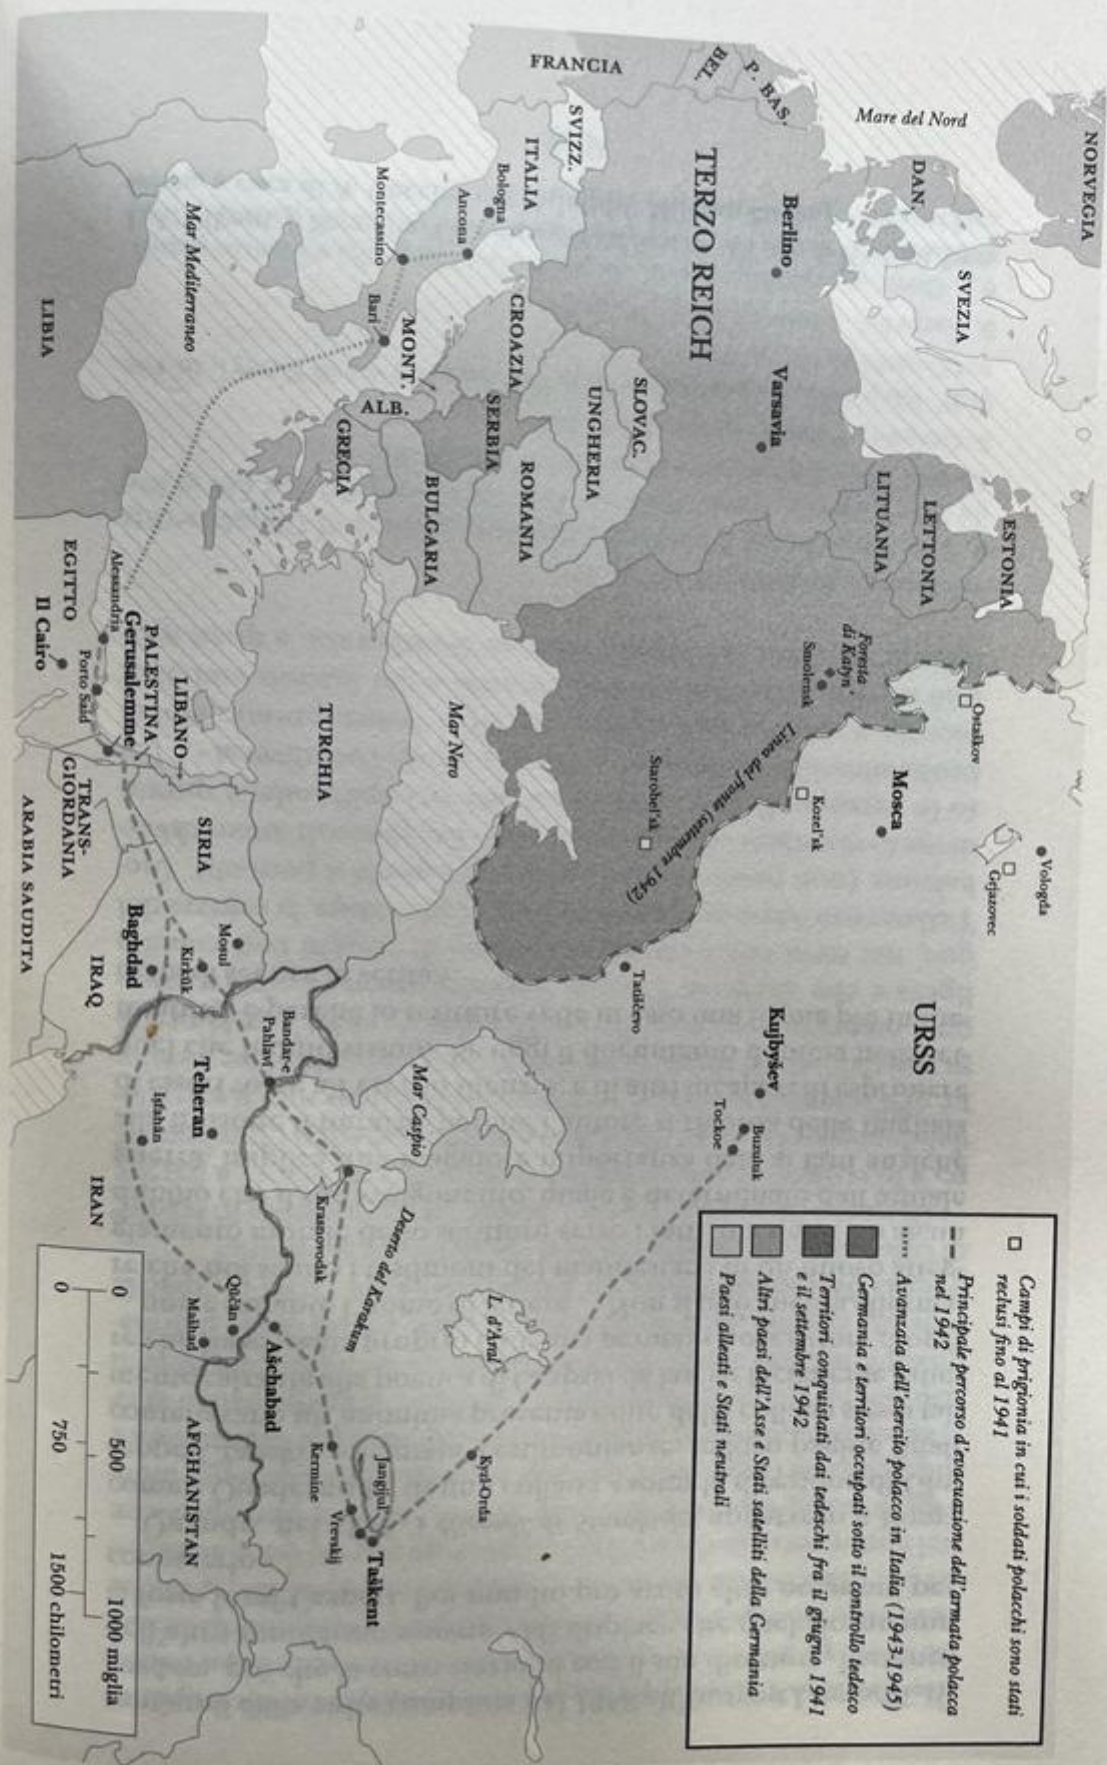 NORVEGIA
SVEZIA
Mare del Nord
DAN.
P. BAS.
BEL.
FRANCIA
SVIZZ.
ITALIA
TERZO REICH
Berlino
Varsavia
ESTONIA
LETTONIA
LITUANIA
SLOVAC.
UNGHERIA
ROMANIA
CROAZIA
SERBIA
BULGARIA
MONT.
ALB.
GRECIA
Bologna
Ancona
Montecassino
Bari
Mar Mediterraneo
LIBIA
EGITTO
Il Cairo
Alessandria
Porto Said
PALESTINA
Gerusalemme
LIBANO
TRANS-
GIORDANIA
ARABIA SAUDITA
SIRIA
TURCHIA
Mar Nero
Foresta
di Katyn'
Smolensk
Ostaškov
Mosca
Kozel'sk
Starobel'sk
Linea del fronte (settembre 1942)
Vologda
Grjazovec
Tatiščevo
URSS
Kujbyšev
Buzuluk
Tockoe
Mosul
Kirkūk
Baghdad
IRAQ
Bandar-e
Pahlavi
Teheran
Iṣfahān
IRAN
Mar Caspio
Krasnovodsk
Deserto del Karakum
L. d'Aral
Qūčān
Mašhad
Ašchabad
AFGHANISTAN
Kermine
Vrevskij
Jangijul'
Taškent
Kyzl-Orda
Campi di prigionia in cui i soldati polacchi sono stati
reclusi fino al 1941
Principale percorso d'evacuazione dell'armata polacca
nel 1942
Avanzata dell'esercito polacco in Italia (1943-1945)
Germania e territori occupati sotto il controllo tedesco
Territori conquistati dai tedeschi fra il giugno 1941
e il settembre 1942
Altri paesi dell'Asse e Stati satelliti della Germania
Paesi alleati e Stati neutrali
0 500 1000 miglia
0 750 1500 chilometri